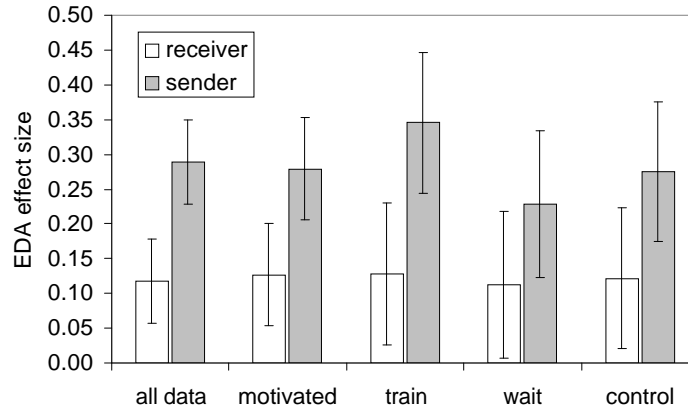 0.50
0.45
0.40
0.35
0.30
0.25
0.20
0.15
0.10
0.05
0.00
EDA effect size
receiver
sender
all data motivated train wait control